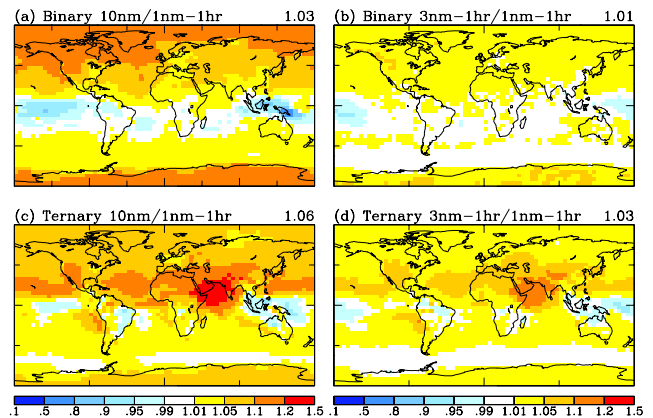 (a) Binary 10nm/1nm-1hr 1.03
(b) Binary 3nm-1hr/1nm-1hr 1.01
(c) Ternary 10nm/1nm-1hr 1.06
(d) Ternary 3nm-1hr/1nm-1hr 1.03
.1 .5 .8 .9 .95 .99 1.01 1.05 1.1 1.2 1.5
.1 .5 .8 .9 .95 .99 1.01 1.05 1.1 1.2 1.5